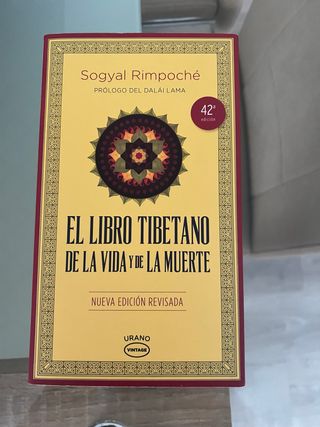 Sogyal Rimpoché
PRÓLOGO DEL DALÁI LAMA
42ª
edición
EL LIBRO TIBETANO
DE LA VIDA Y DE LA MUERTE
NUEVA EDICIÓN REVISADA
URANO
VINTAGE